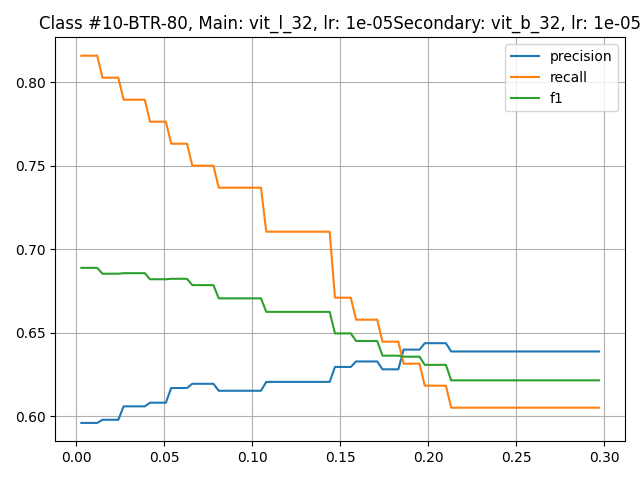 Class #10-BTR-80, Main: vit_l_32, lr: 1e-05Secondary: vit_b_32, lr: 1e-05
precision
recall
f1
0.80
0.75
0.70
0.65
0.60
0.00 0.05 0.10 0.15 0.20 0.25 0.30